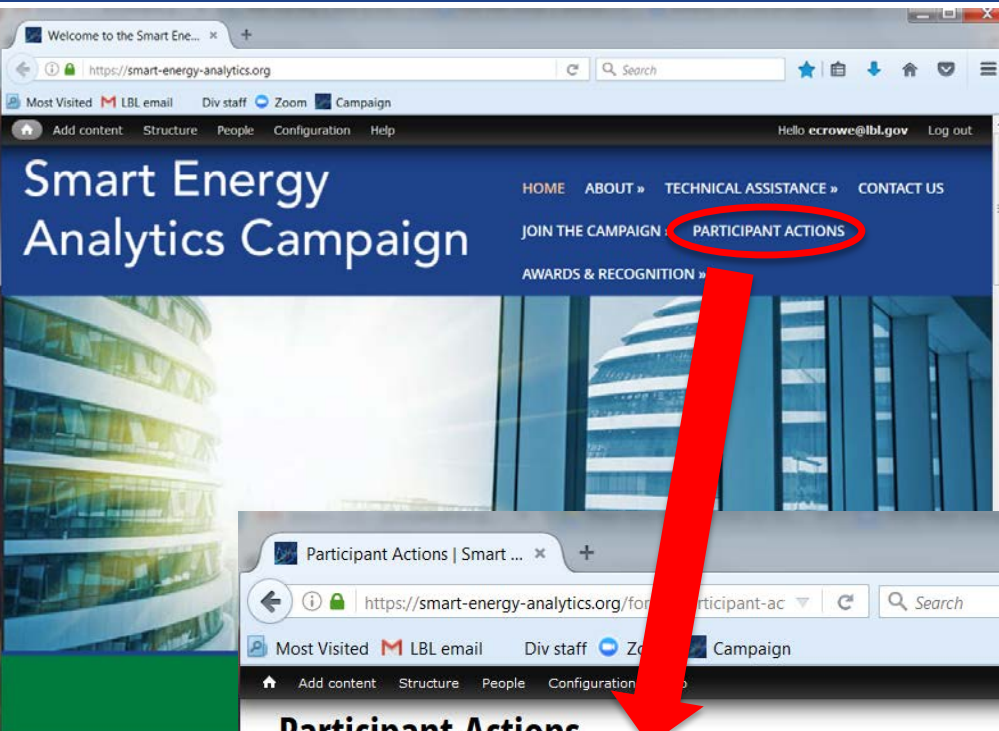 Welcome to the Smart Ene... × +
https://smart-energy-analytics.org Search
Most Visited LBL email Div staff Zoom Campaign
Add content Structure People Configuration Help Hello ecrowe@lbl.gov Log out
Smart Energy
Analytics Campaign
HOME ABOUT » TECHNICAL ASSISTANCE » CONTACT US
JOIN THE CAMPAIGN » PARTICIPANT ACTIONS
AWARDS & RECOGNITION »
Participant Actions | Smart ... × +
https://smart-energy-analytics.org/for rticipant-ac Search
Most Visited LBL email Div staff Campaign
Add content Structure People Configuration
Participant Actions